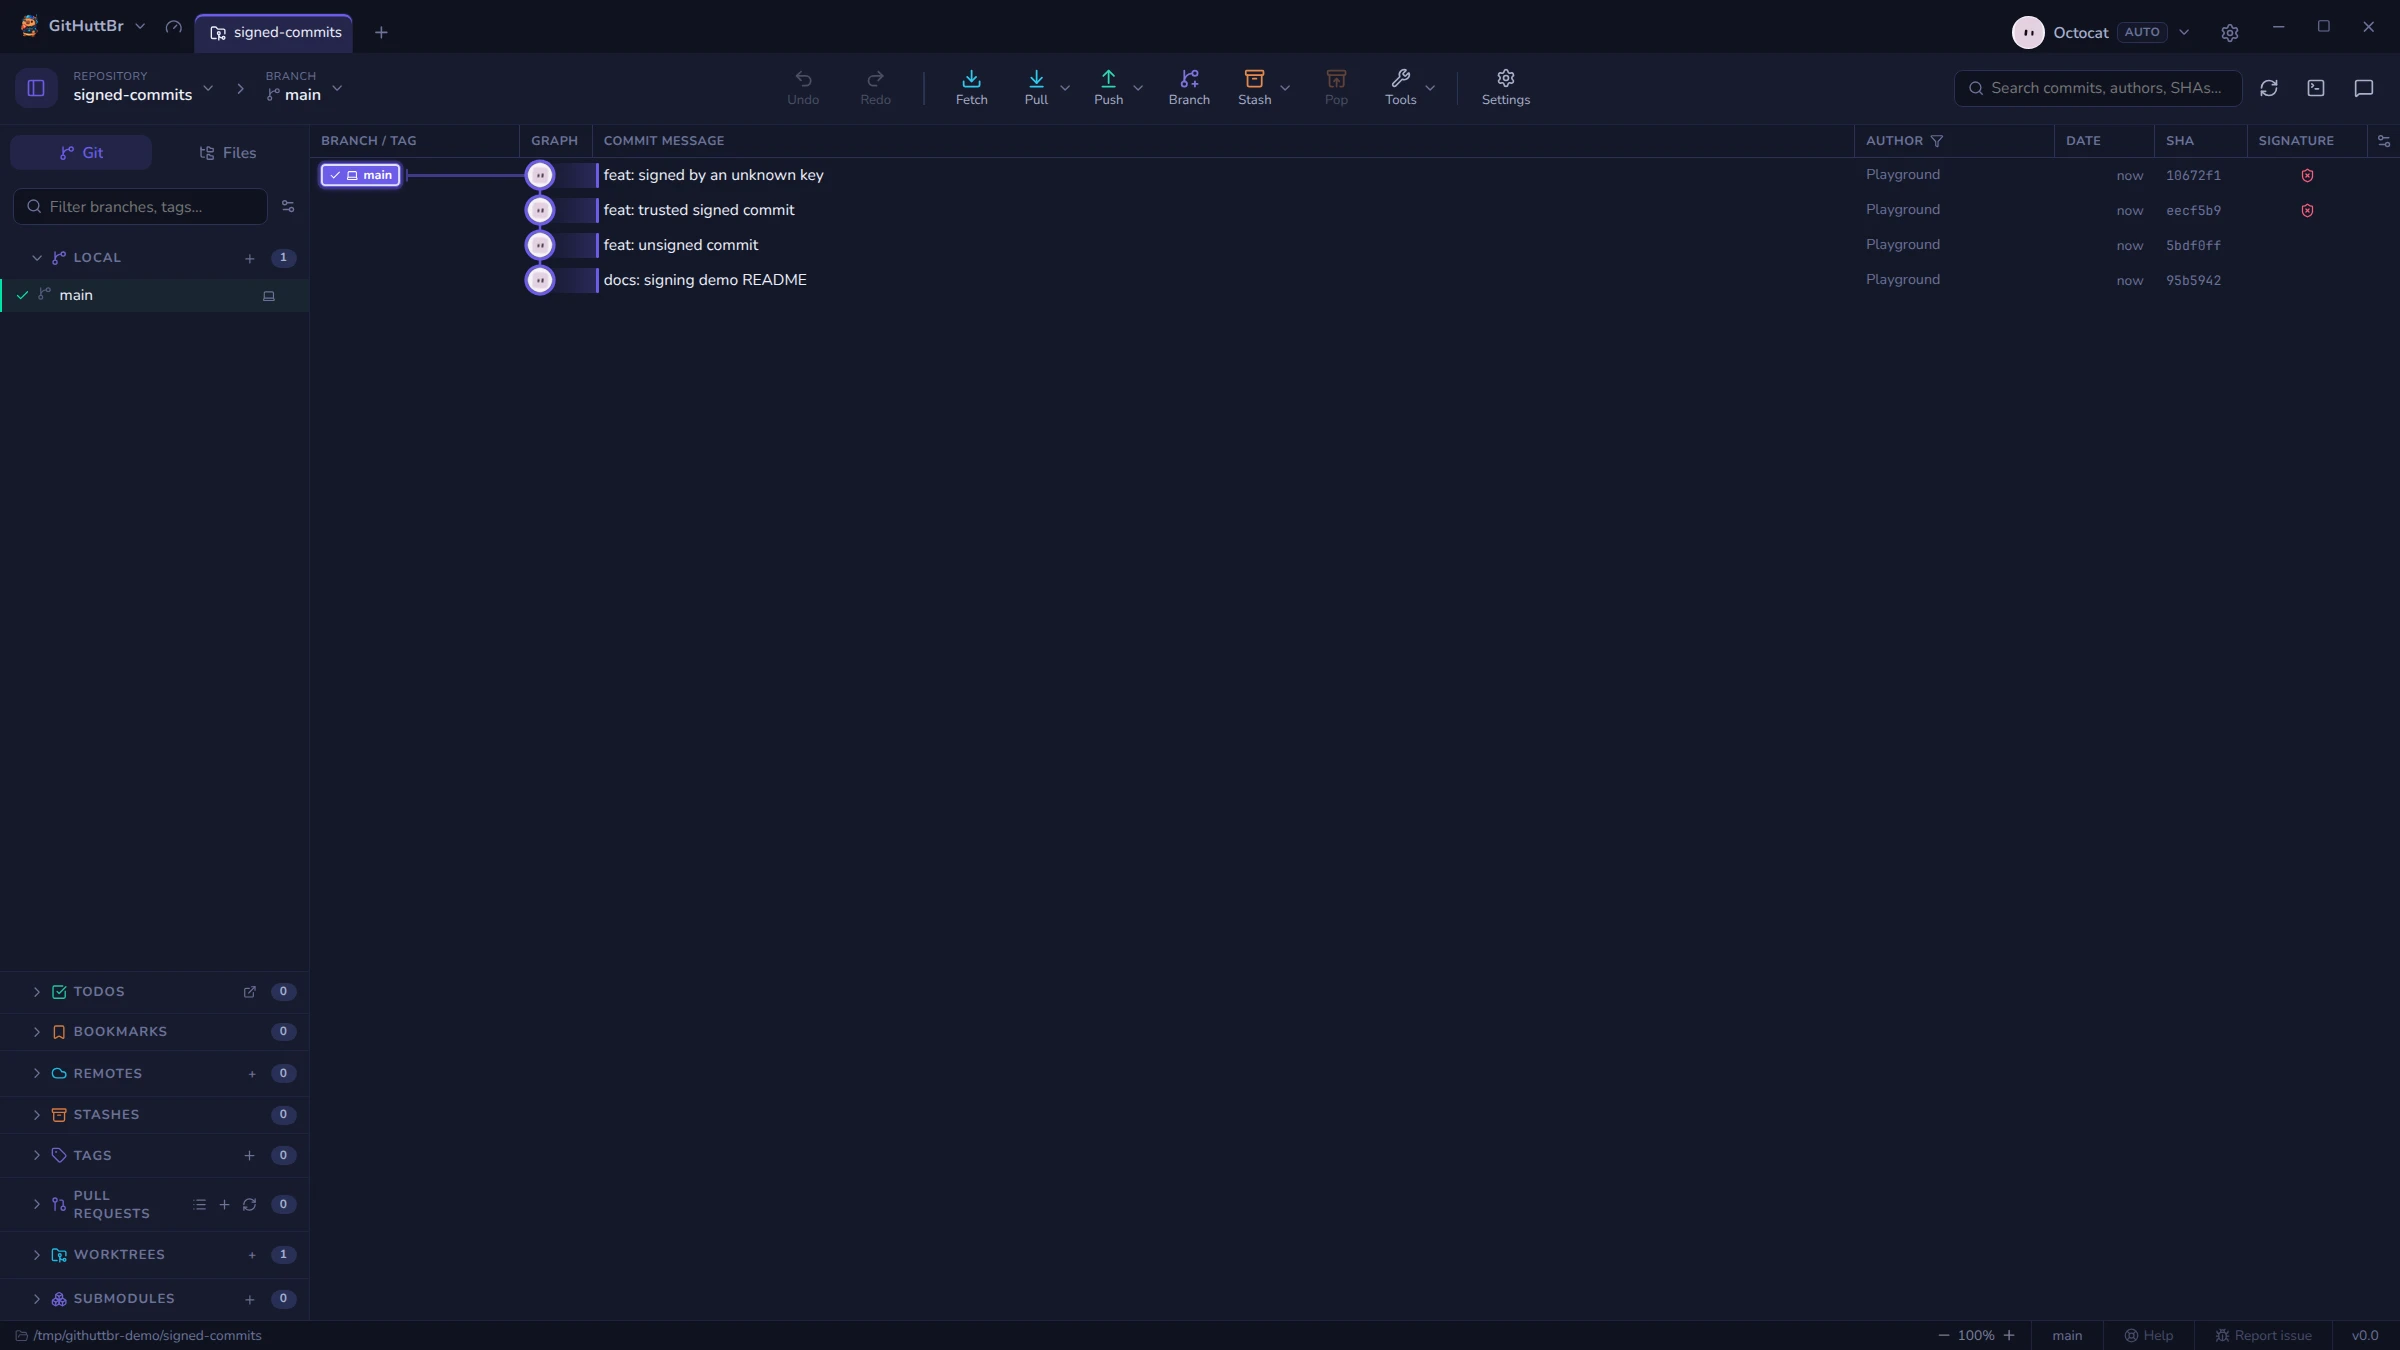 GitHuttBr
signed-commits
Octocat AUTO
REPOSITORY
signed-commits
BRANCH
main
Undo
Redo
Fetch
Pull
Push
Branch
Stash
Pop
Tools
Settings
Search commits, authors, SHAs...
Git
Files
Filter branches, tags...
LOCAL 1
main
BRANCH / TAG GRAPH COMMIT MESSAGE AUTHOR DATE SHA SIGNATURE
main feat: signed by an unknown key Playground now 10672f1
feat: trusted signed commit Playground now eecf5b9
feat: unsigned commit Playground now 5bdf0ff
docs: signing demo README Playground now 95b5942
TODOS 0
BOOKMARKS 0
REMOTES 0
STASHES 0
TAGS 0
PULL
REQUESTS 0
WORKTREES 1
SUBMODULES 0
/tmp/githuttbr-demo/signed-commits
100%
main
Help
Report issue
v0.0